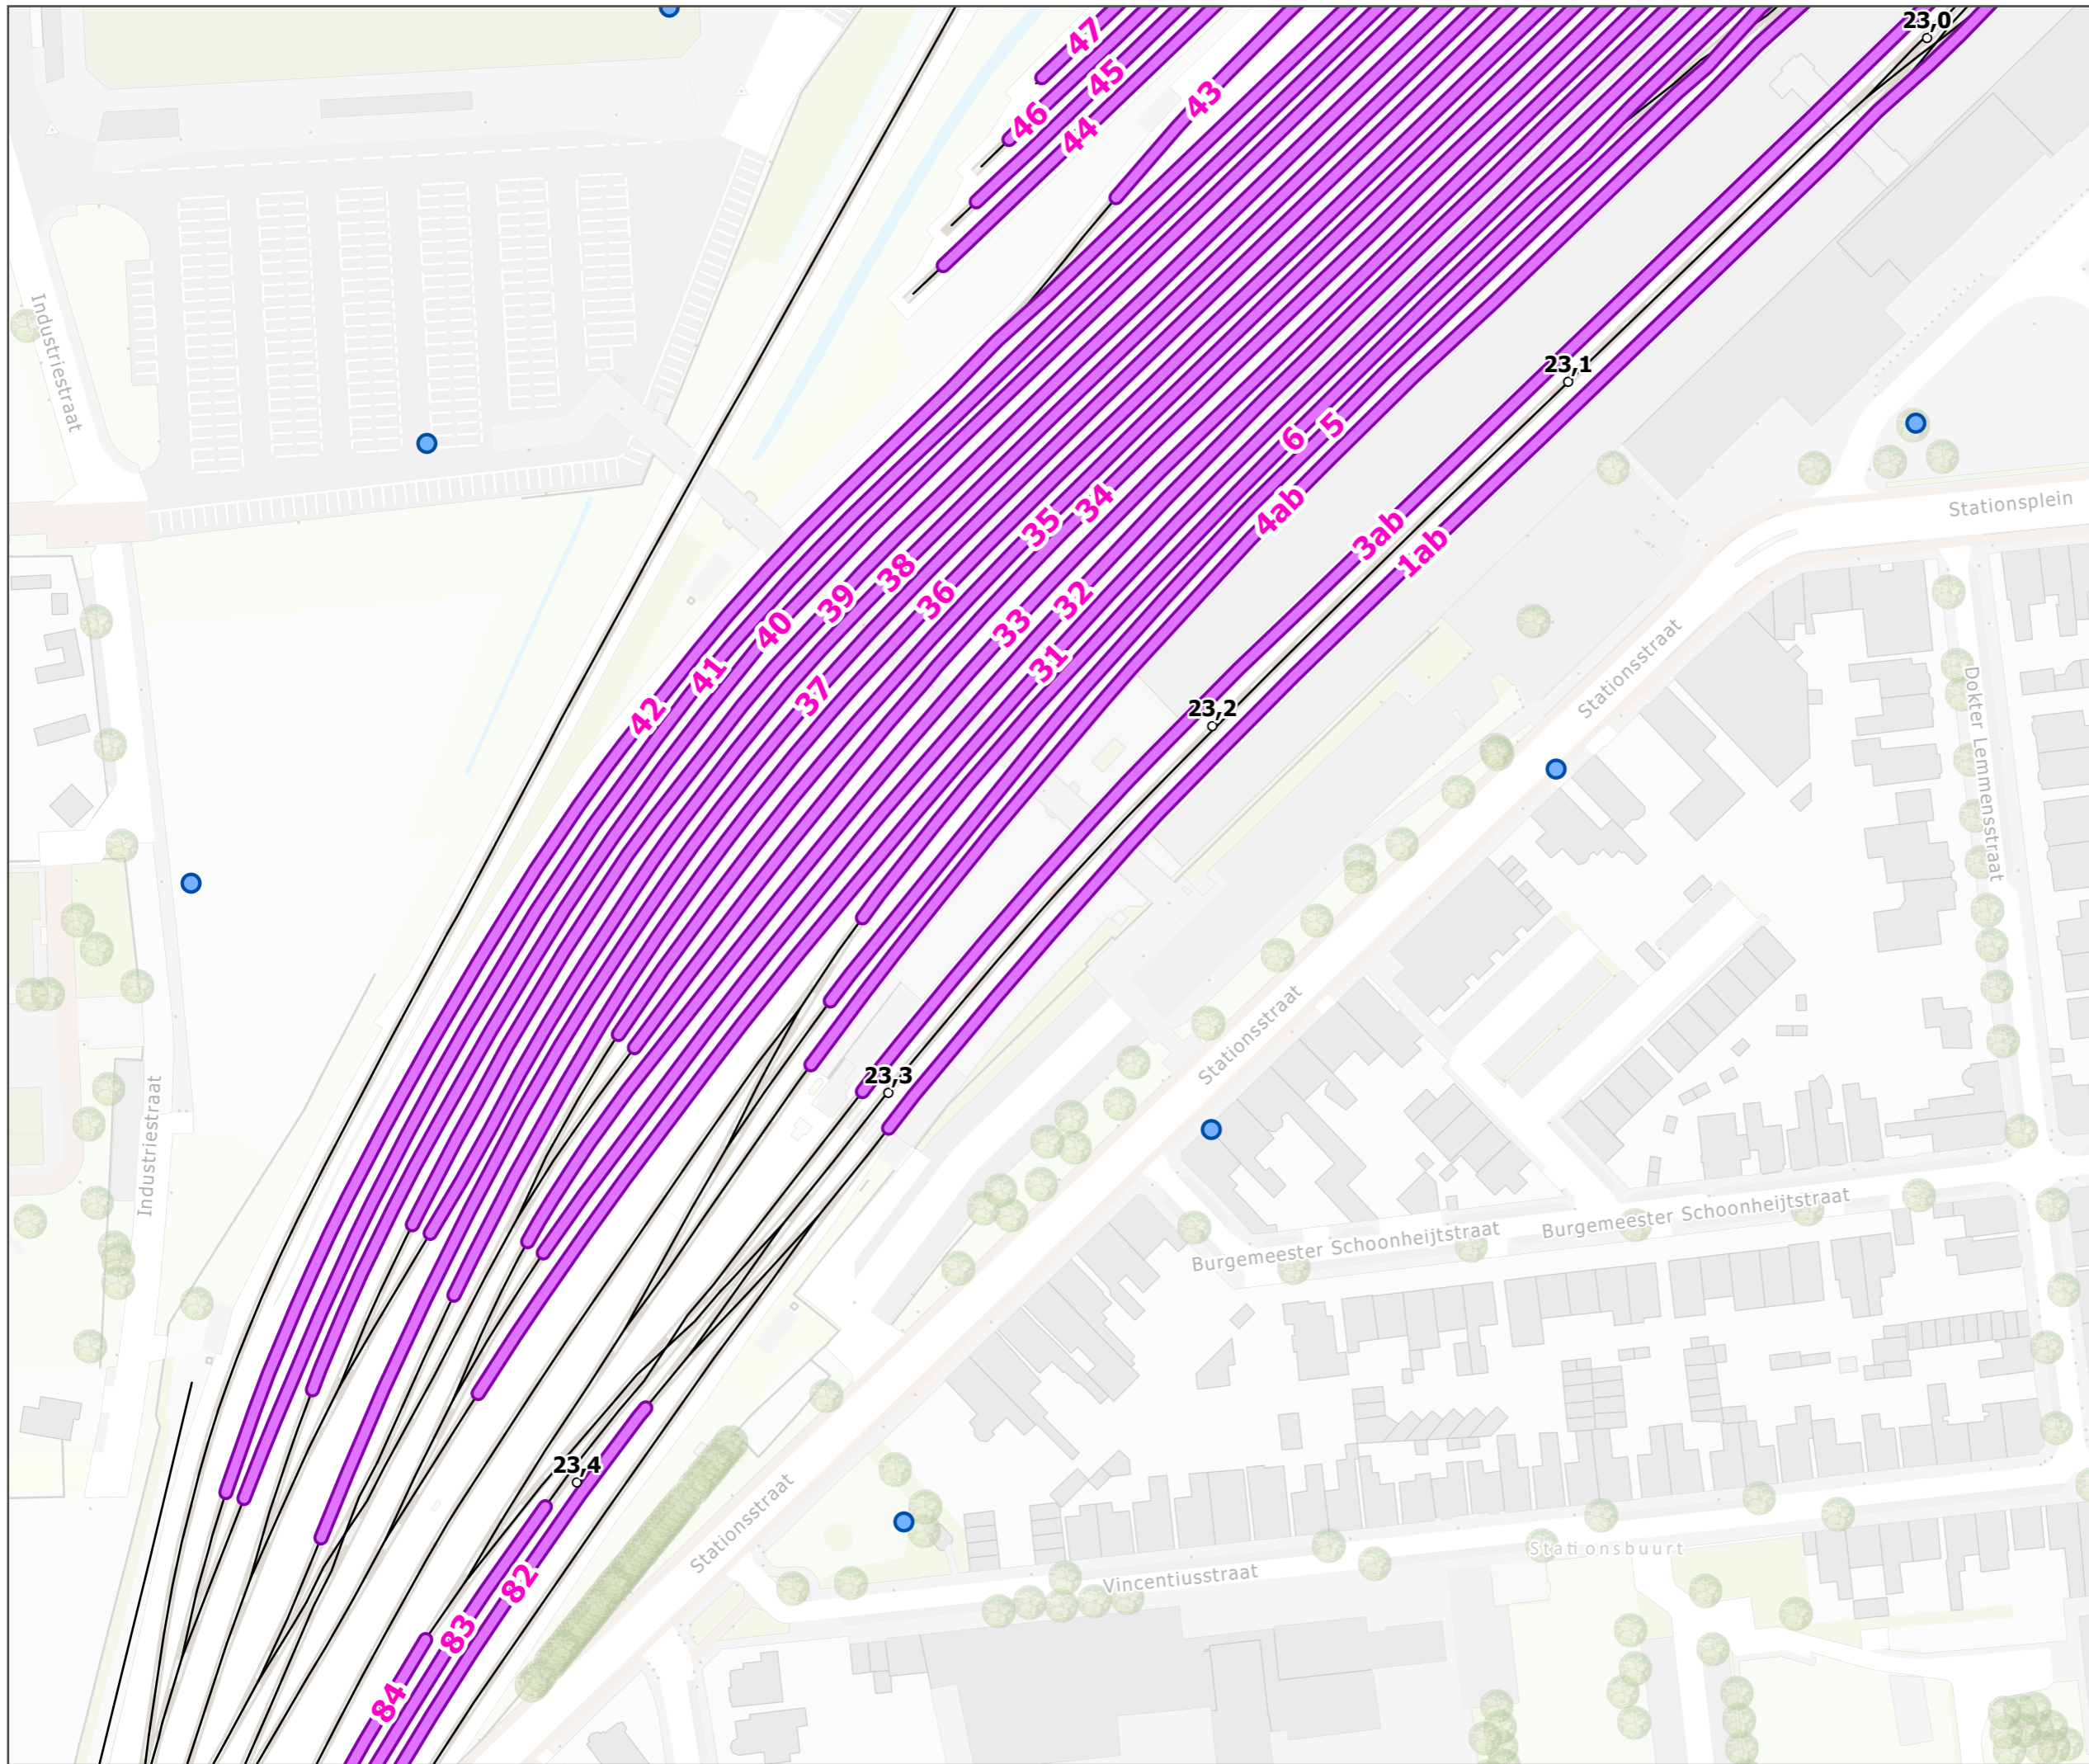 23,0
47
45
43
46
44
Industriestraat
23,1
6
5
Stationsplein
4ab
34
35
3ab
1ab
38
39
36
32
40
33
31
41
37
42
23,2
Stationsstraat
Dokter Lemmensstraat
Stationsstraat
23,3
Industriestraat
Burgemeester Schoonheijtstraat
Burgemeester Schoonheijtstraat
23,4
Stationsstraat
Stationsbuurt
Vincentiusstraat
82
83
84